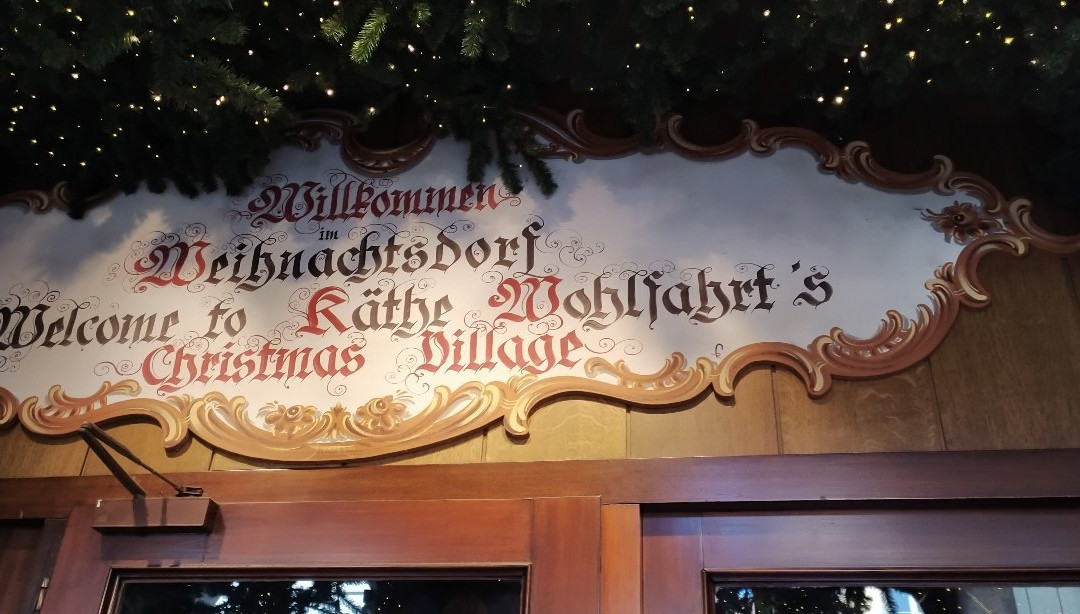 Willkommen
im
Weihnachtsdorf
Welcome to Käthe Wohlfahrt's
Christmas Village